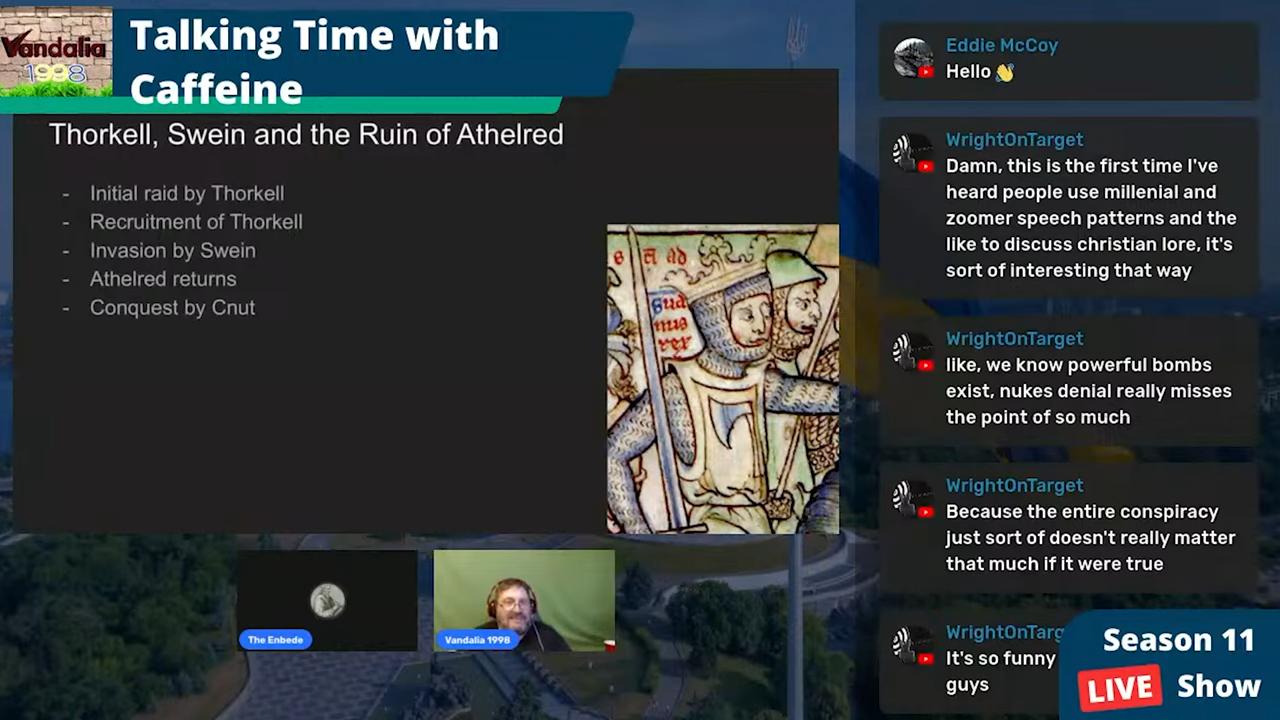 Vandalia
1998
Talking Time with
Caffeine
Thorkell, Swein and the Ruin of Athelred
- Initial raid by Thorkell
- Recruitment of Thorkell
- Invasion by Swein
- Athelred returns
- Conquest by Cnut
The Enbede
Vandalia 1998
Eddie McCoy
Hello 👋
WrightOnTarget
Damn, this is the first time I've
heard people use millenial and
zoomer speech patterns and the
like to discuss christian lore, it's
sort of interesting that way
WrightOnTarget
like, we know powerful bombs
exist, nukes denial really misses
the point of so much
WrightOnTarget
Because the entire conspiracy
just sort of doesn't really matter
that much if it were true
WrightOnTarg
It's so funny
guys
Season 11
LIVE Show